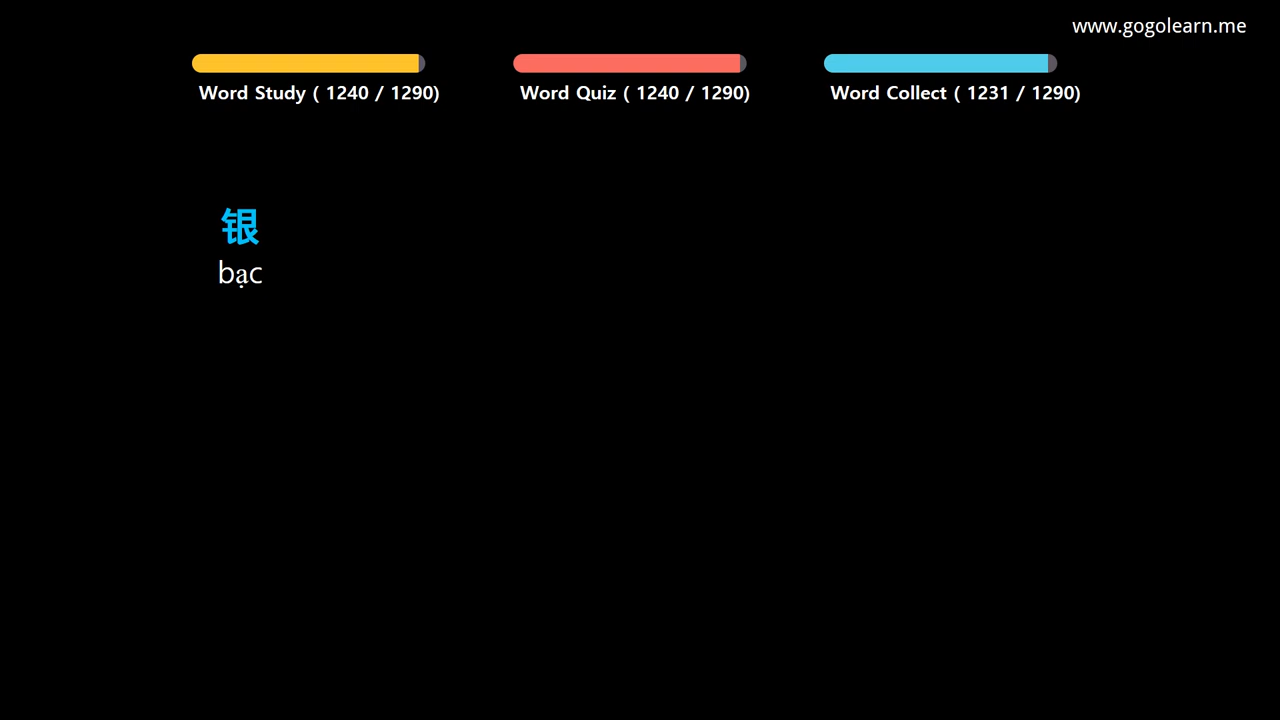 www.gogolearn.me
Word Study ( 1240 / 1290)
Word Quiz ( 1240 / 1290)
Word Collect ( 1231 / 1290)
银
bạc